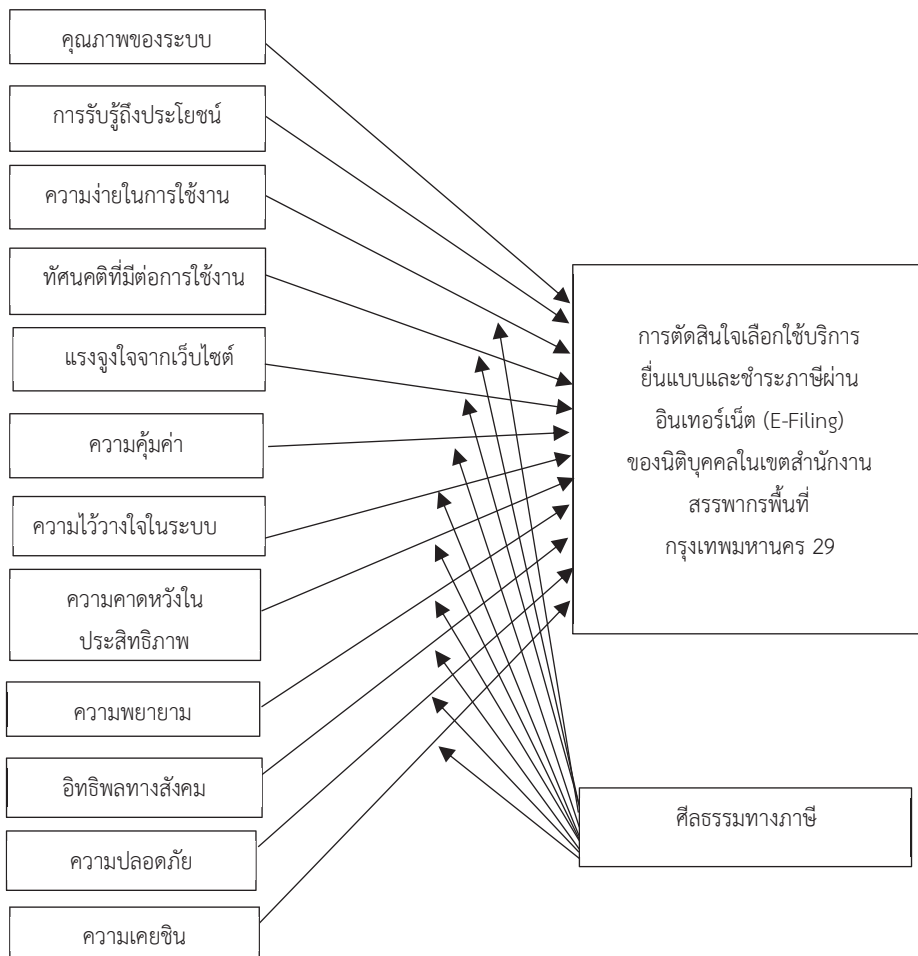 คุณภาพของระบบ
การรับรู้ถึงประโยชน์
ความง่ายในการใช้งาน
ทัศนคติที่มีต่อการใช้งาน
แรงจูงใจจากเว็บไซต์
ความคุ้มค่า
ความไว้วางใจในระบบ
ความคาดหวังใน
ประสิทธิภาพ
ความพยายาม
อิทธิพลทางสังคม
ความปลอดภัย
ความเคยชิน
การตัดสินใจเลือกใช้บริการ
ยื่นแบบและชำระภาษีผ่าน
อินเทอร์เน็ต (E-Filing)
ของนิติบุคคลในเขตสำนักงาน
สรรพากรพื้นที่
กรุงเทพมหานคร 29
ศีลธรรมทางภาษี